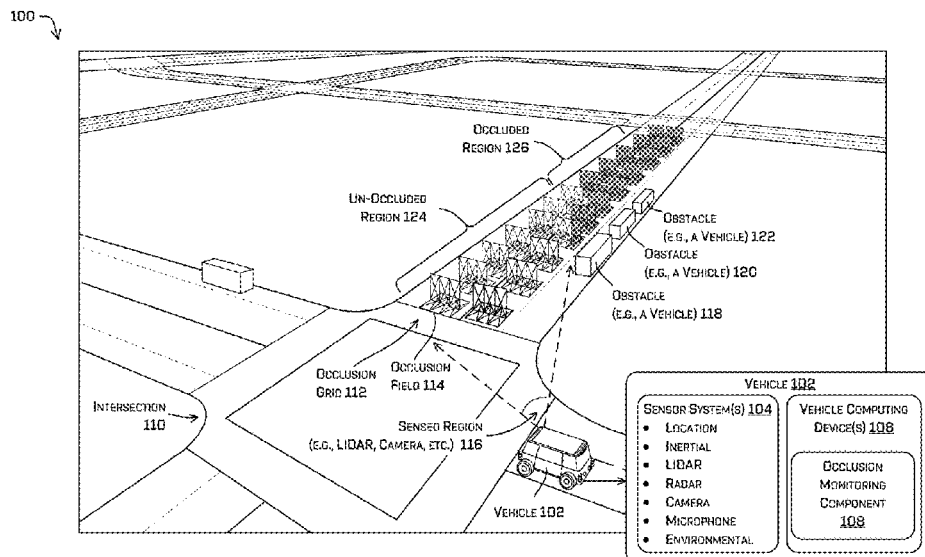 100
OCCLUDED
REGION 126
UN-OCCLUDED
REGION 124
OBSTACLE
(E.G., A VEHICLE) 122
OBSTACLE
(E.G., A VEHICLE) 120
OBSTACLE
(E.G., A VEHICLE) 118
OCCLUSION
GRID 112
OCCLUSION
FIELD 114
INTERSECTION
110
SENSED REGION
(E.G., LIDAR, CAMERA, ETC.) 116
VEHICLE 102
VEHICLE 102
SENSOR SYSTEM(S) 104
• LOCATION
• INERTIAL
• LIDAR
• RADAR
• CAMERA
• MICROPHONE
• ENVIRONMENTAL
VEHICLE COMPUTING
DEVICE(S) 108
OCCLUSION
MONITORING
COMPONENT
108